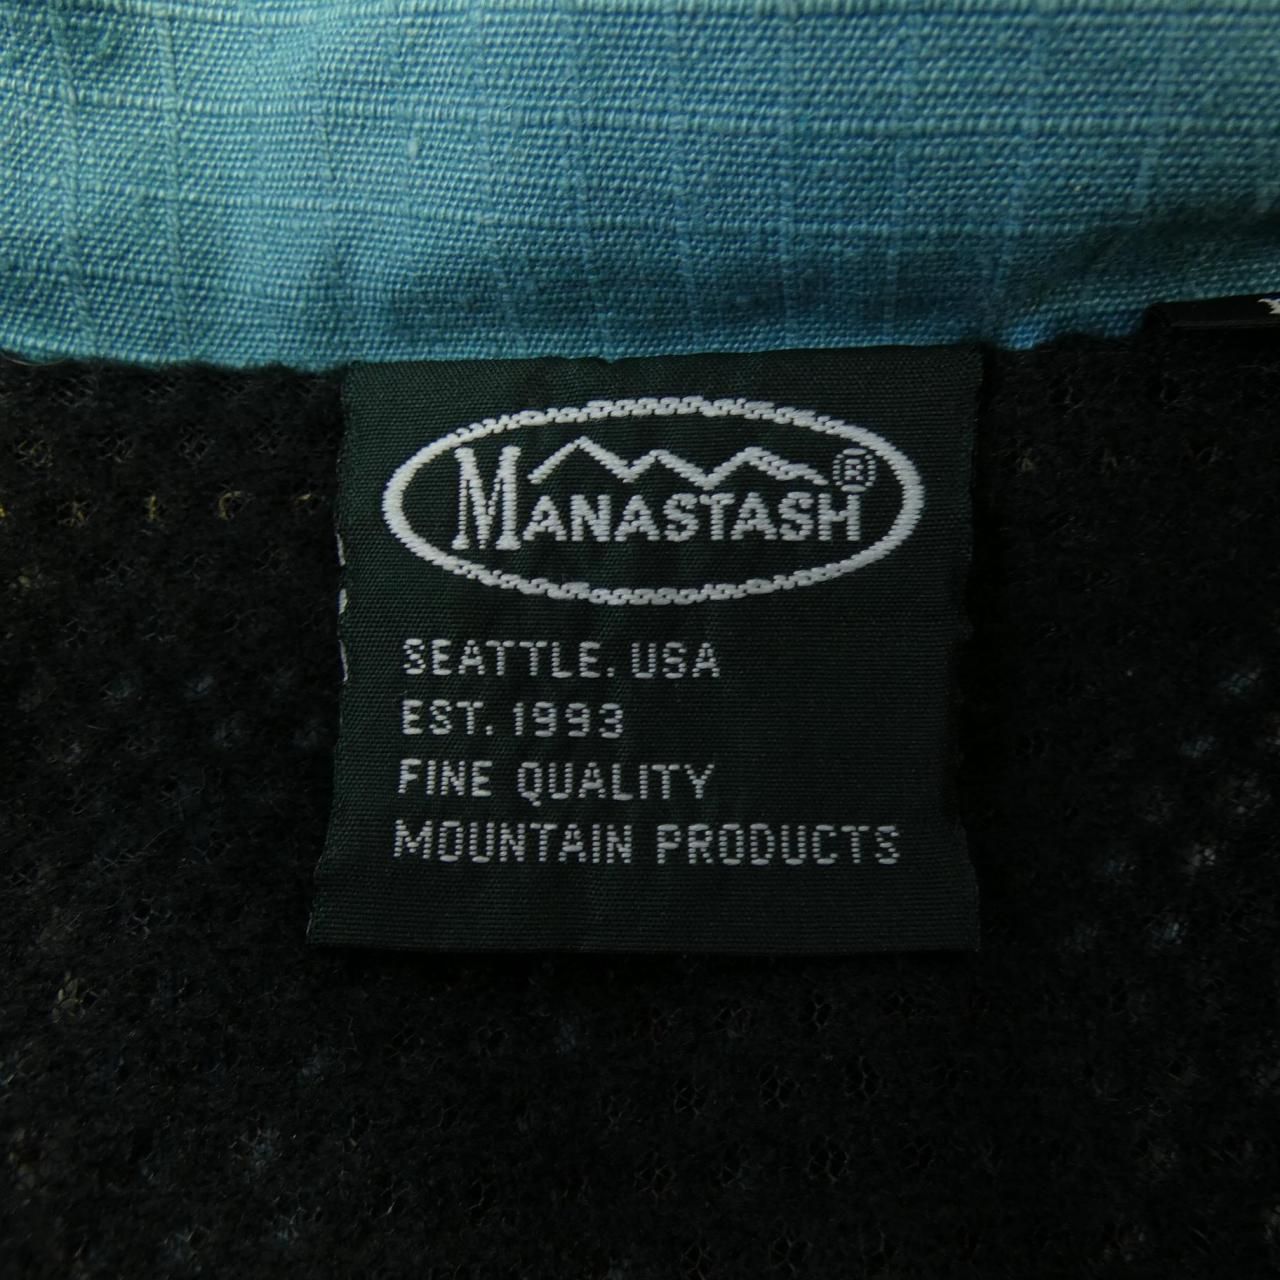 MANASTASH®
SEATTLE. USA
EST. 1993
FINE QUALITY
MOUNTAIN PRODUCTS